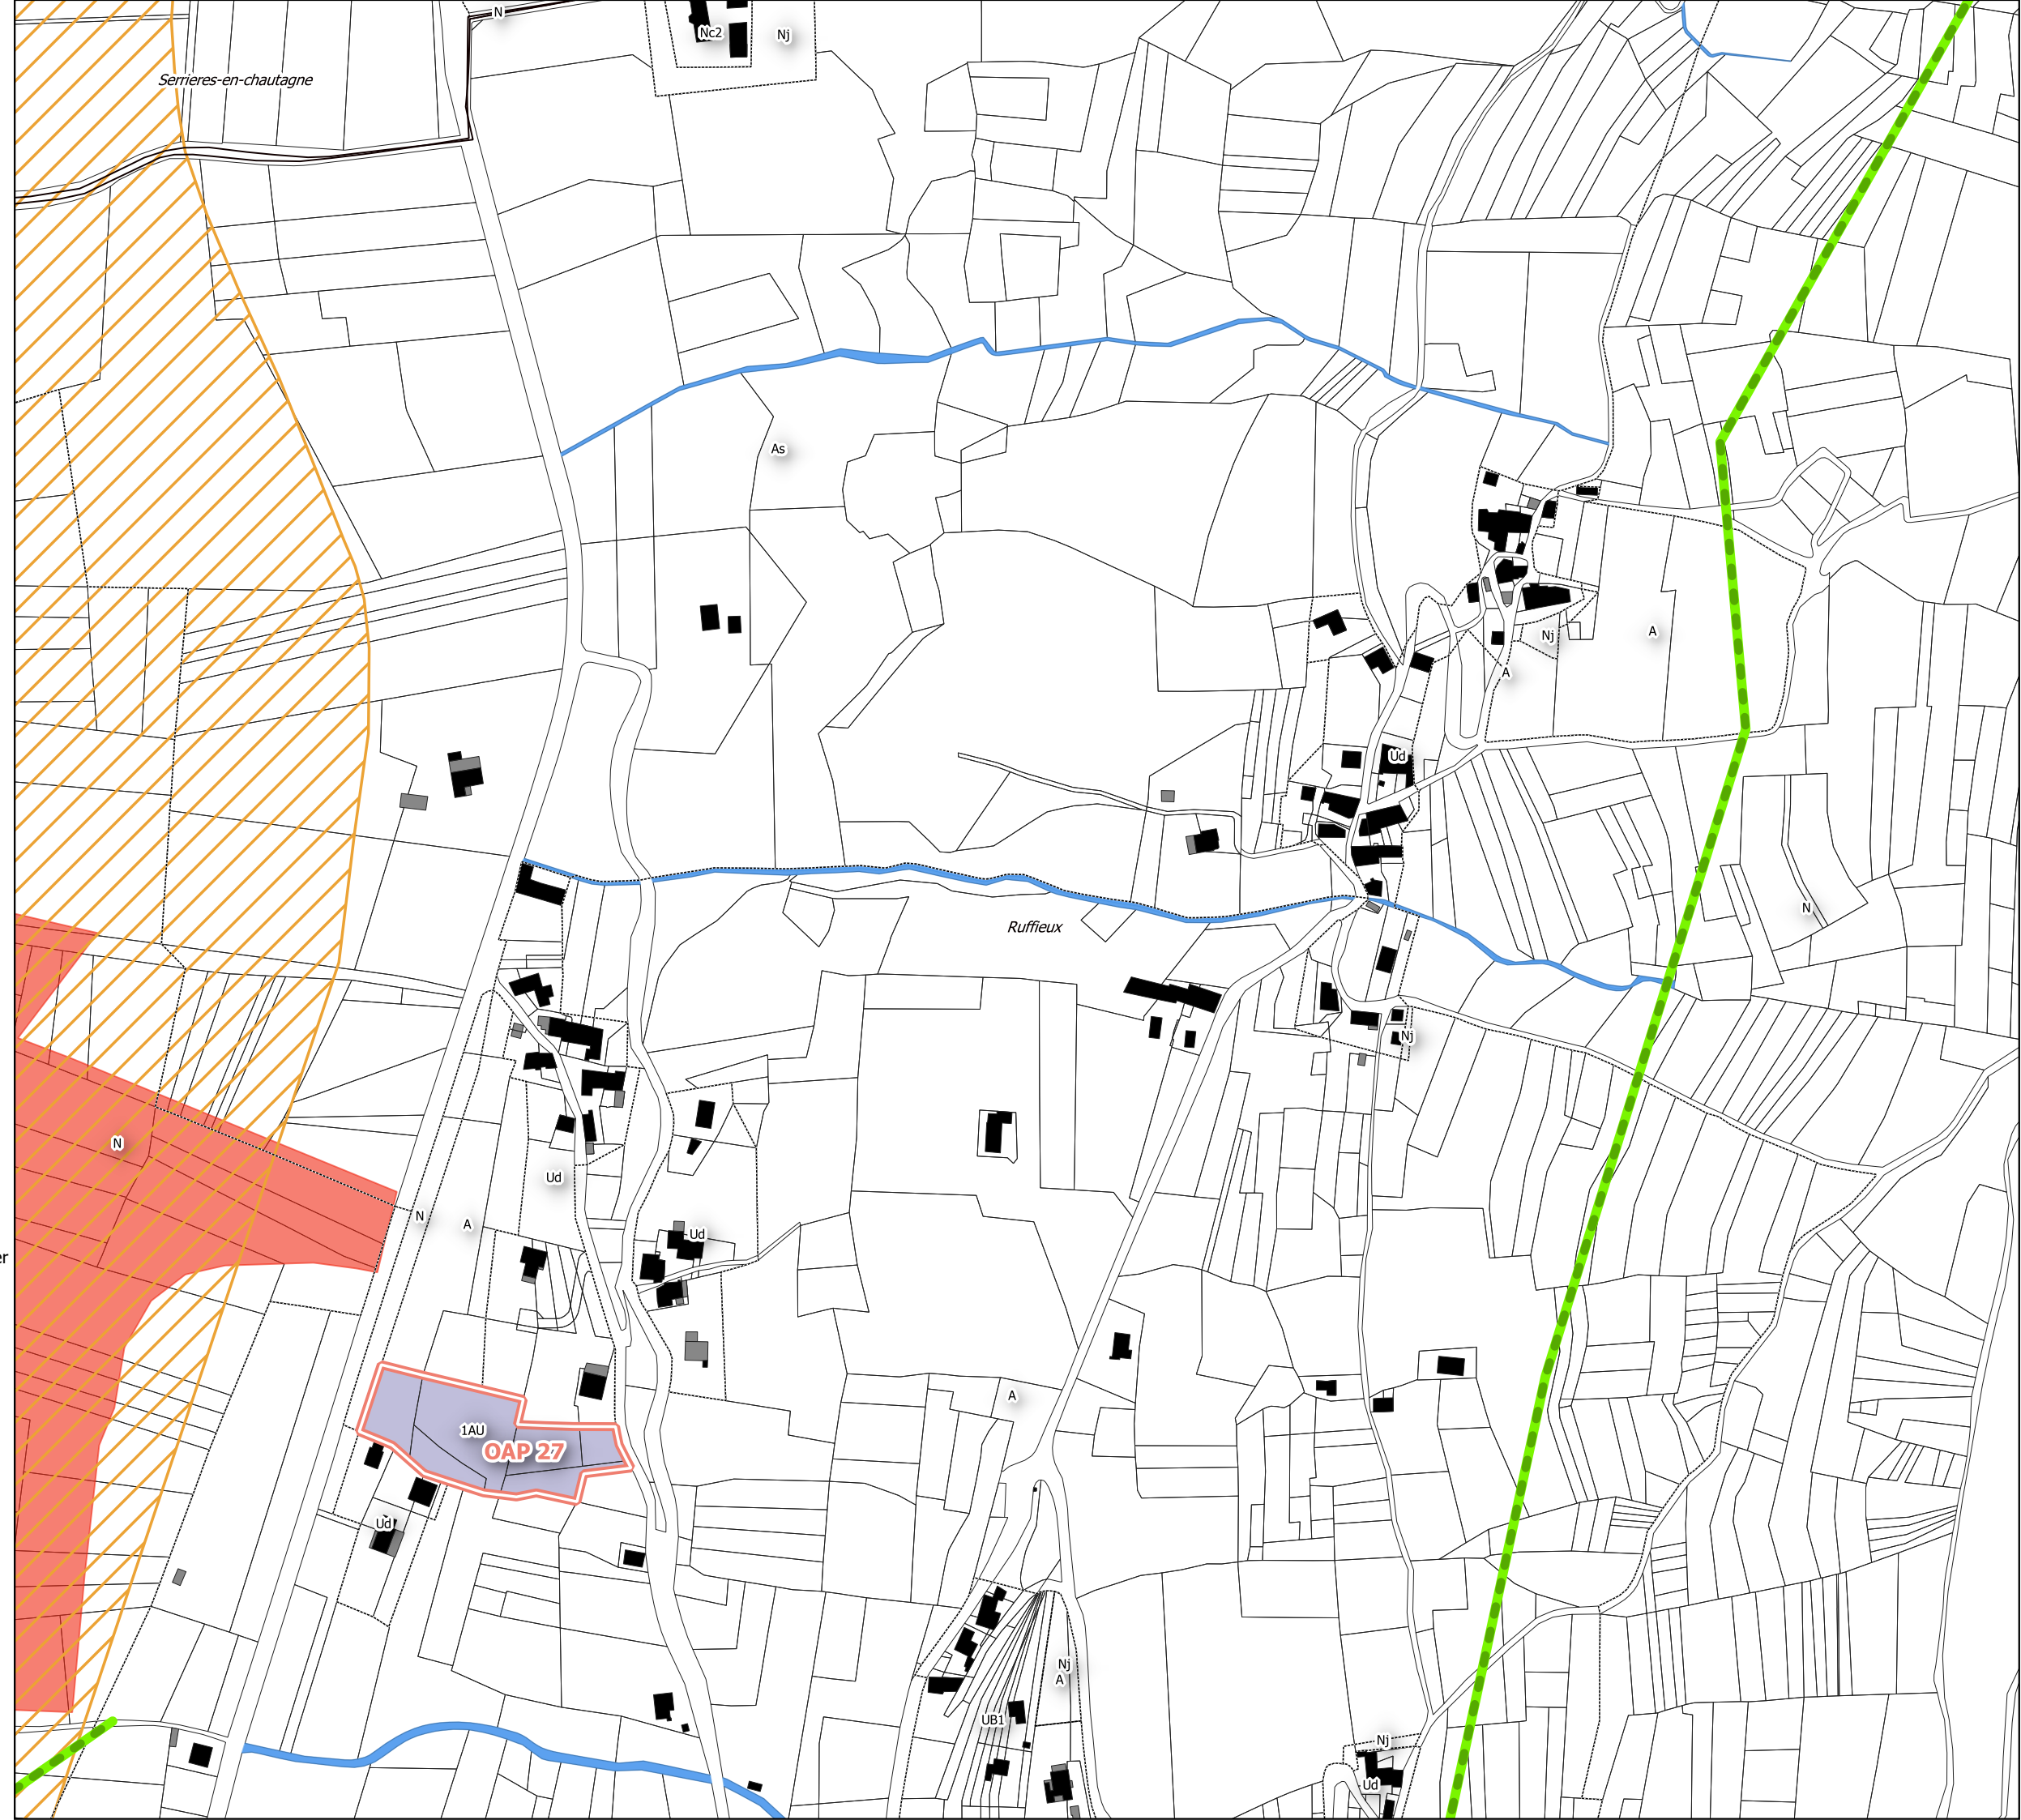 N
Nc2
Nj
Serrieres-en-chautagne
As
A
Nj
A
Ud
N
Ruffieux
Nj
N
Ud
N
A
Ud
er
A
1AU
OAP 27
Ud
Nj
A
UB1
Nj
Ud